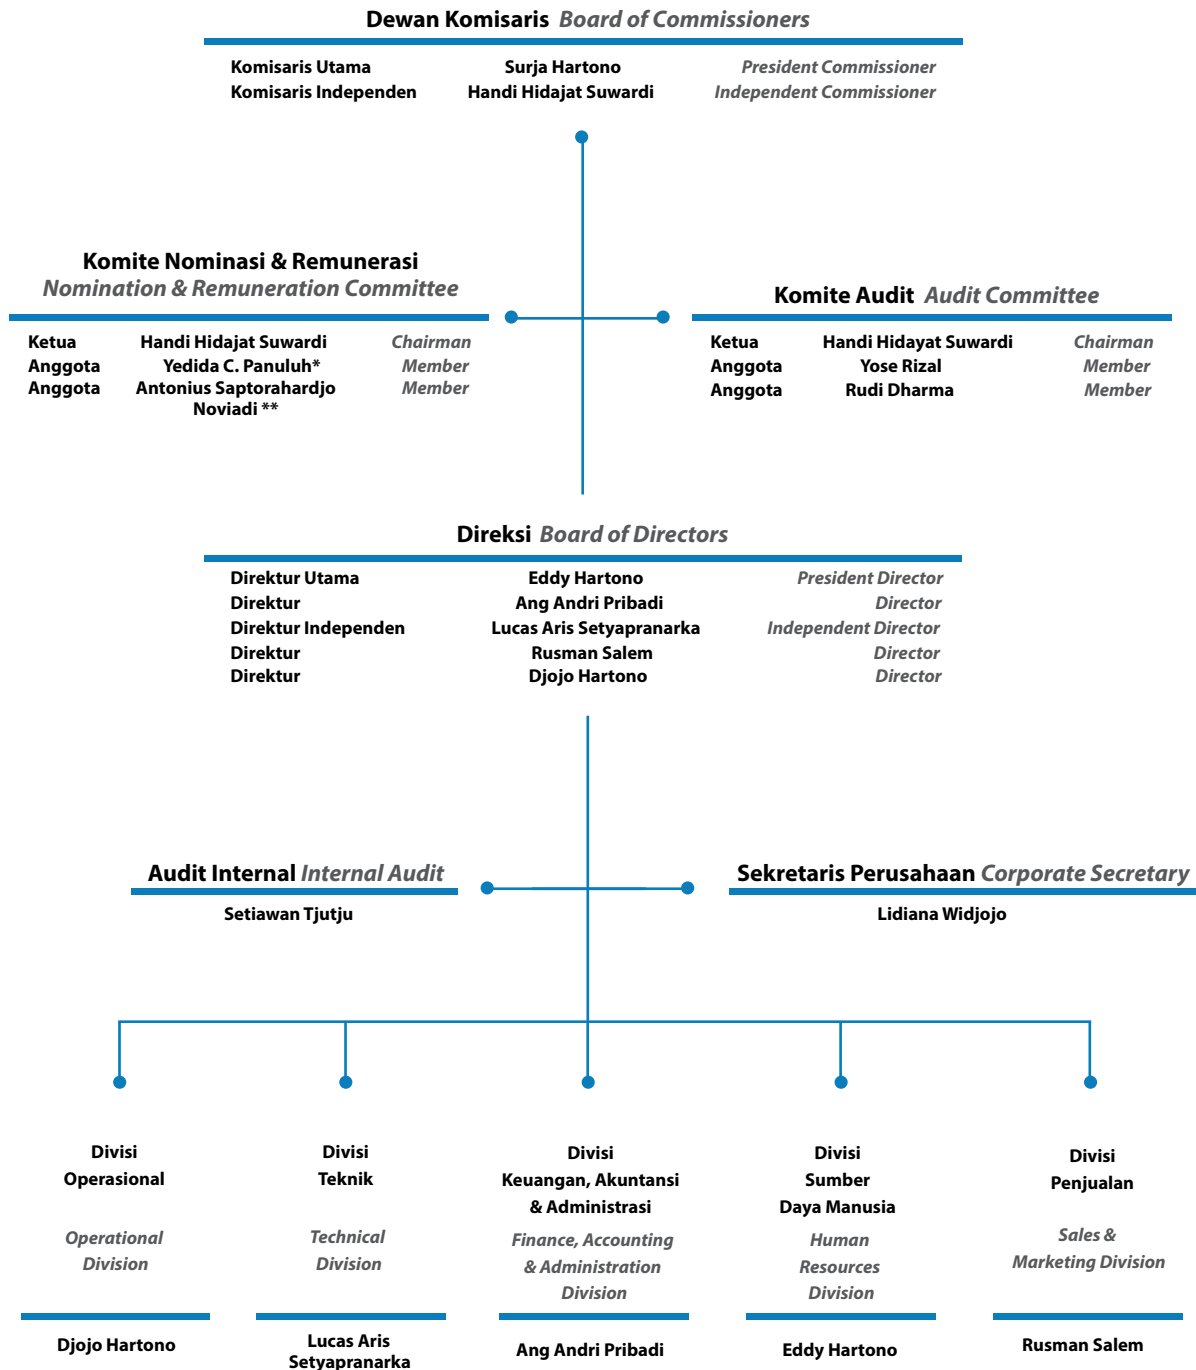 Dewan Komisaris Board of Commissioners
Komisaris Utama Surja Hartono President Commissioner
Komisaris Independen Handi Hidajat Suwardi Independent Commissioner
Komite Nominasi & Remunerasi
Nomination & Remuneration Committee
Ketua Handi Hidajat Suwardi Chairman
Anggota Yedida C. Panuluh* Member
Anggota Antonius Saptorahardjo Member
Noviadi **
Komite Audit Audit Committee
Ketua Handi Hidayat Suwardi Chairman
Anggota Yose Rizal Member
Anggota Rudi Dharma Member
Direksi Board of Directors
Direktur Utama Eddy Hartono President Director
Direktur Ang Andri Pribadi Director
Direktur Independen Lucas Aris Setyapranarka Independent Director
Direktur Rusman Salem Director
Direktur Djojo Hartono Director
Audit Internal Internal Audit
Setiawan Tjutju
Sekretaris Perusahaan Corporate Secretary
Lidiana Widjojo
Divisi
Operasional
Operational
Division
Djojo Hartono
Divisi
Teknik
Technical
Division
Lucas Aris
Setyapranarka
Divisi
Keuangan, Akuntansi
& Administrasi
Finance, Accounting
& Administration
Division
Ang Andri Pribadi
Divisi
Sumber
Daya Manusia
Human
Resources
Division
Eddy Hartono
Divisi
Penjualan
Sales &
Marketing Division
Rusman Salem